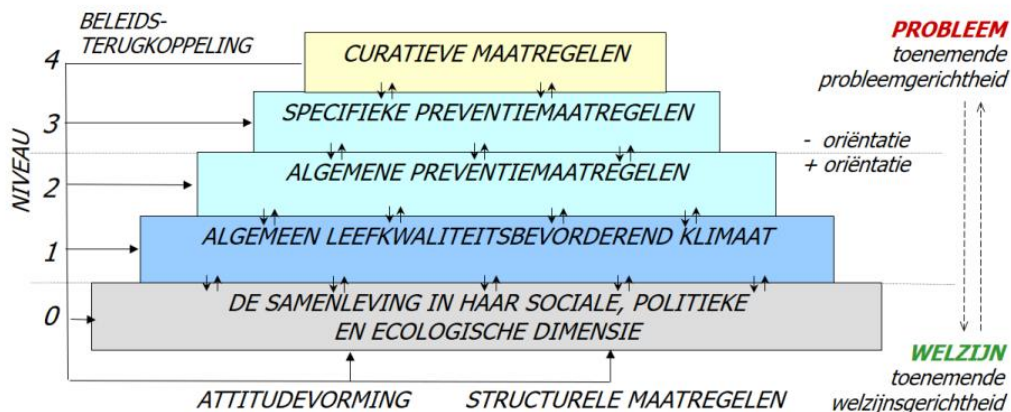 BELEIDS-
TERUGKOPPELING
NIVEAU
4
CURATIEVE MAATREGELEN
3
SPECIFIEKE PREVENTIEMAATREGELEN
2
ALGEMENE PREVENTIEMAATREGELEN
1
ALGEMEEN LEEFKWALITEITSBEVORDEREND KLIMAAT
0
DE SAMENLEVING IN HAAR SOCIALE, POLITIEKE
EN ECOLOGISCHE DIMENSIE
ATTITUDEVORMING
STRUCTURELE MAATREGELEN
PROBLEEM
toenemende
probleemgerichtheid
- oriëntatie
+ oriëntatie
WELZIJN
toenemende
welzijnsgerichtheid